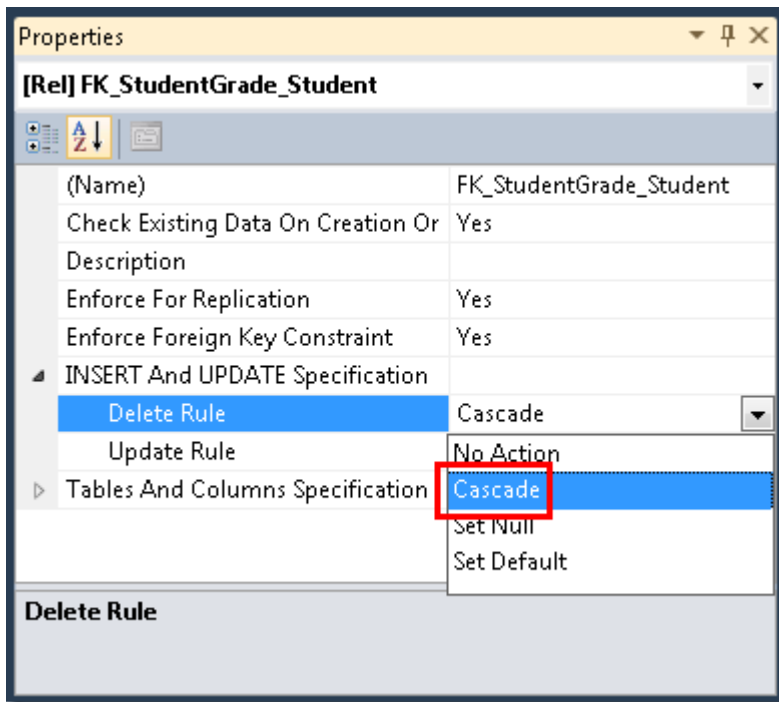 Properties
[Rel] FK_StudentGrade_Student
A
Z
(Name) FK_StudentGrade_Student
Check Existing Data On Creation Or Yes
Description
Enforce For Replication Yes
Enforce Foreign Key Constraint Yes
INSERT And UPDATE Specification
Delete Rule Cascade
Update Rule No Action
Tables And Columns Specification Cascade
Set Null
Set Default
Delete Rule